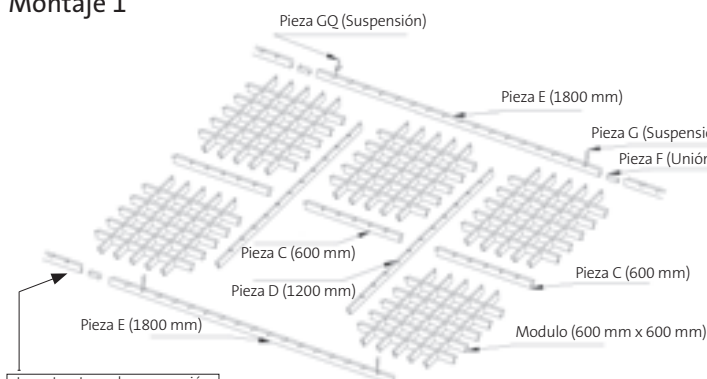 Montaje 1
Pieza GQ (Suspensión)
Pieza E (1800 mm)
Pieza G (Suspensió
Pieza F (Unión
Pieza C (600 mm)
Pieza D (1200 mm)
Pieza C (600 mm)
Pieza E (1800 mm)
Modulo (600 mm x 600 mm)